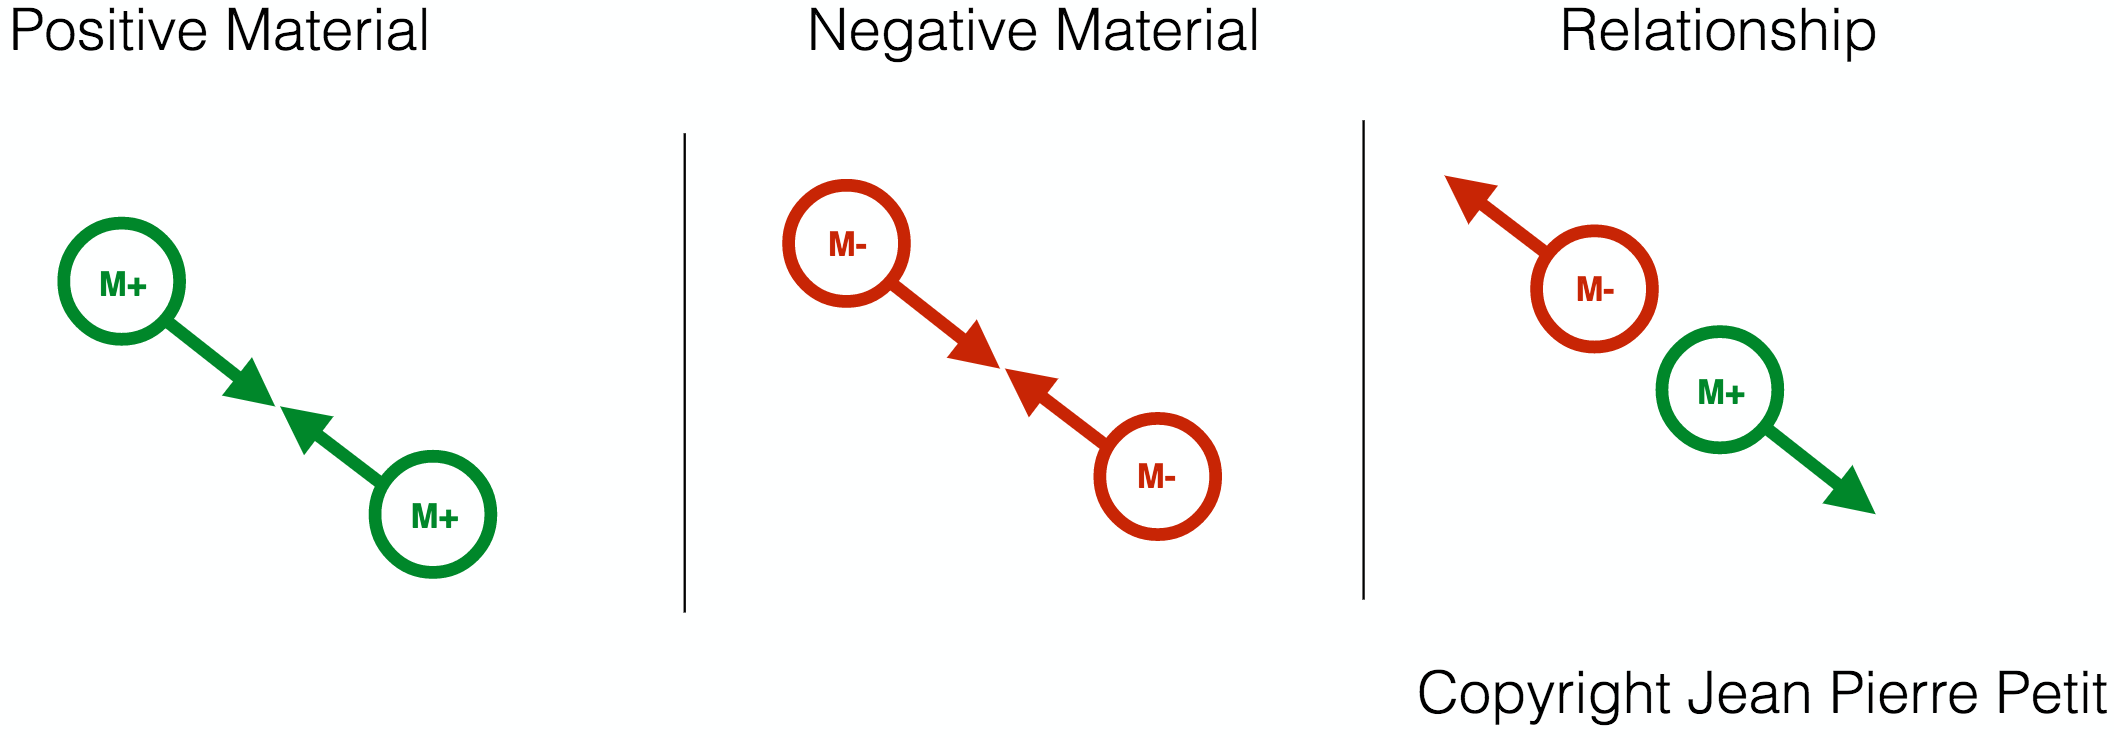 Positive Material
Negative Material
Relationship
M+
M+
M-
M-
M-
M+
Copyright Jean Pierre Petit